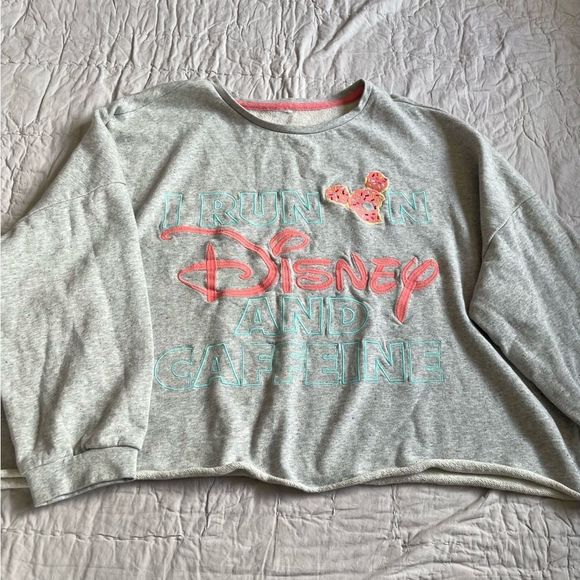 I RUN ON
DISNEY
AND
CAFFEINE